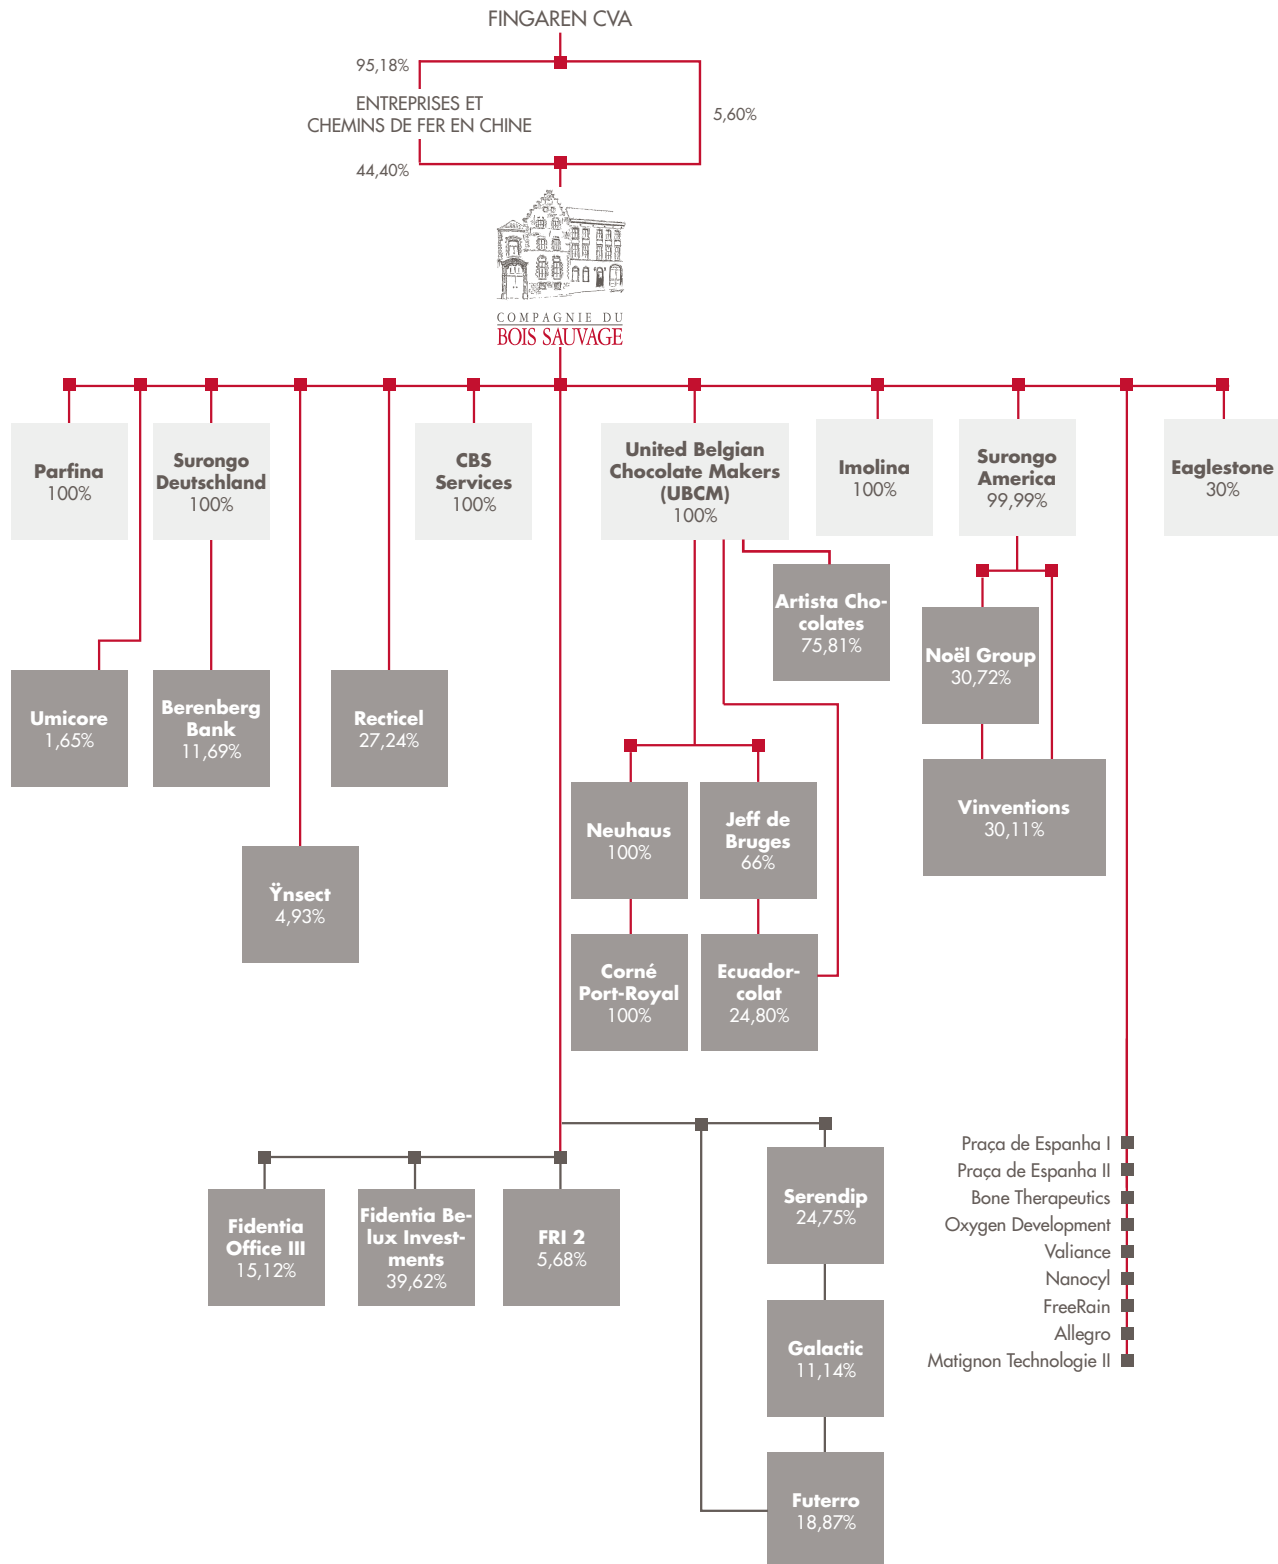 FINGAREN CVA
95,18%
ENTREPRISES ET
CHEMINS DE FER EN CHINE
5,60%
44,40%
COMPAGNIE DU
BOIS SAUVAGE
Parfina
100%
Surongo
Deutschland
100%
CBS
Services
100%
United Belgian
Chocolate Makers
(UBCM)
100%
Imolina
100%
Surongo
America
99,99%
Eaglestone
30%
Artista Cho-
colates
75,81%
Noël Group
30,72%
Umicore
1,65%
Berenberg
Bank
11,69%
Recticel
27,24%
Vinventions
30,11%
Neuhaus
100%
Jeff de
Bruges
66%
Ÿnsect
4,93%
Corné
Port-Royal
100%
Ecuador-
colat
24,80%
Fidentia
Office III
15,12%
Fidentia Be-
lux Invest-
ments
39,62%
FRI 2
5,68%
Serendip
24,75%
Galactic
11,14%
Futerro
18,87%
Praça de Espanha I
Praça de Espanha II
Bone Therapeutics
Oxygen Development
Valiance
Nanocyl
FreeRain
Allegro
Matignon Technologie II